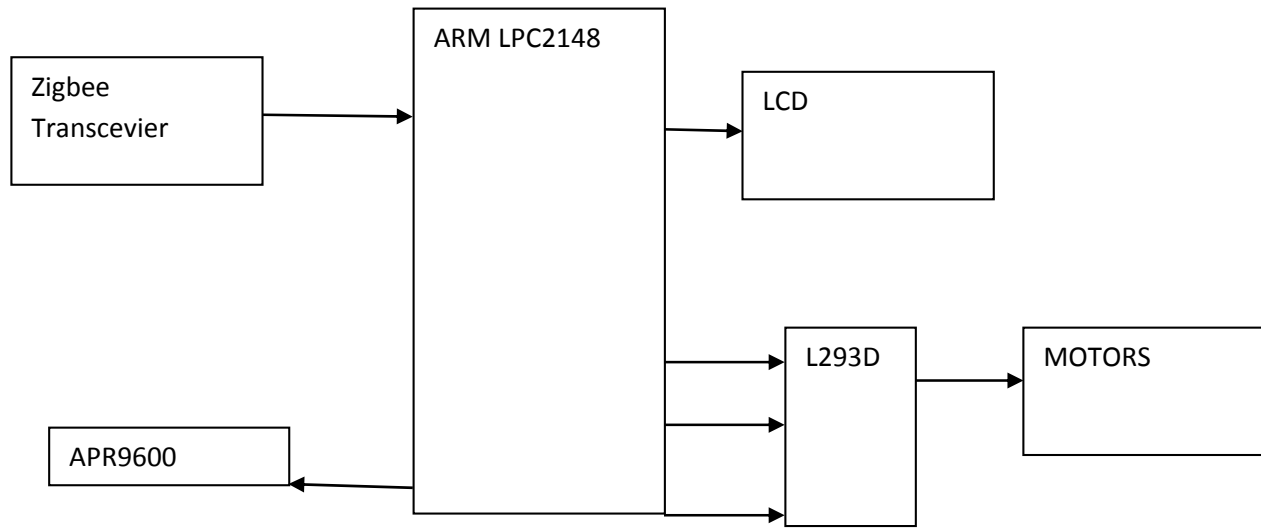 ARM LPC2148
Zigbee
Transcevier
LCD
L293D
MOTORS
APR9600